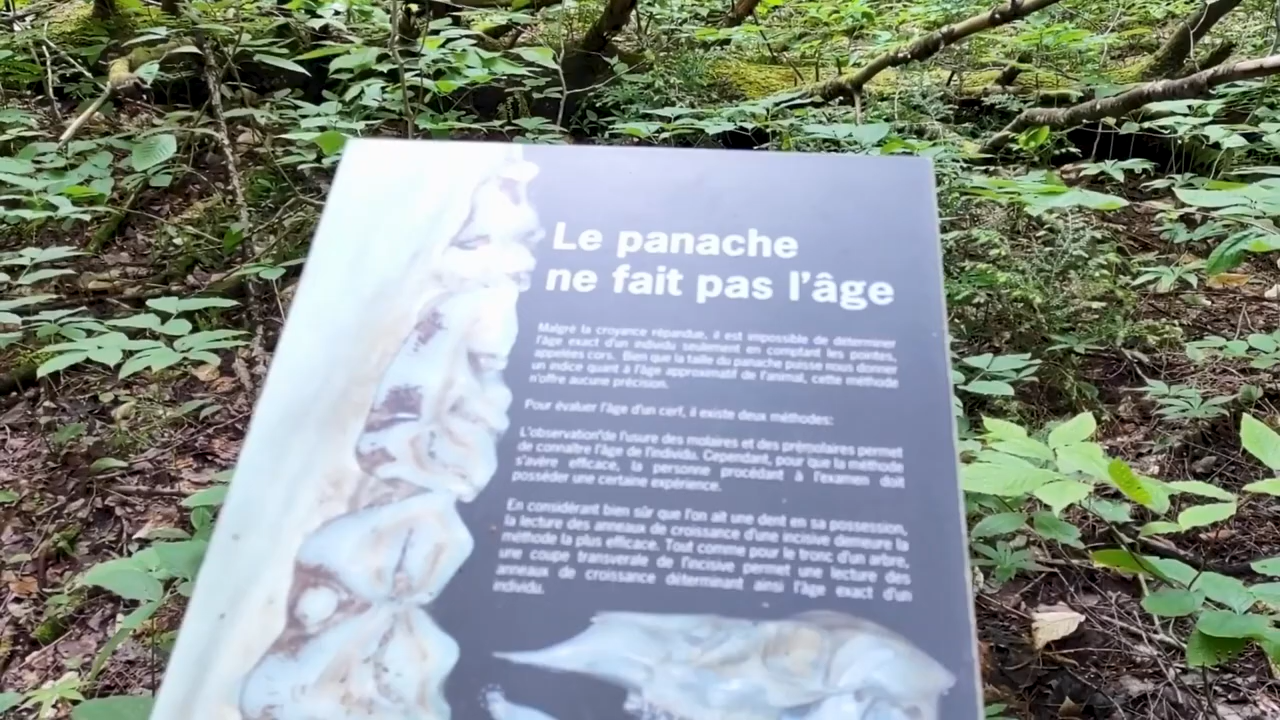 Le panache
ne fait pas l'âge
Malgré la croyance répandue, il est impossible de déterminer
l'âge exact d'un individu seulement en comptant les pointes,
appelées cors. Bien que la taille du panache puisse nous donner
un indice quant à l'âge approximatif de l'animal, cette méthode
n'offre aucune précision.
Pour évaluer l'âge d'un cerf, il existe deux méthodes:
L'observation de l'usure des molaires et des prémolaires permet
de connaître l'âge de l'individu. Cependant, pour que la méthode
s'avère efficace, la personne procédant à l'examen doit
posséder une certaine expérience.
En considérant bien sûr que l'on ait une dent en sa possession,
la lecture des anneaux de croissance d'une incisive demeure la
méthode la plus efficace. Tout comme pour le tronc d'un arbre,
une coupe transverale de l'incisive permet une lecture des
anneaux de croissance déterminant ainsi l'âge exact d'un
individu.